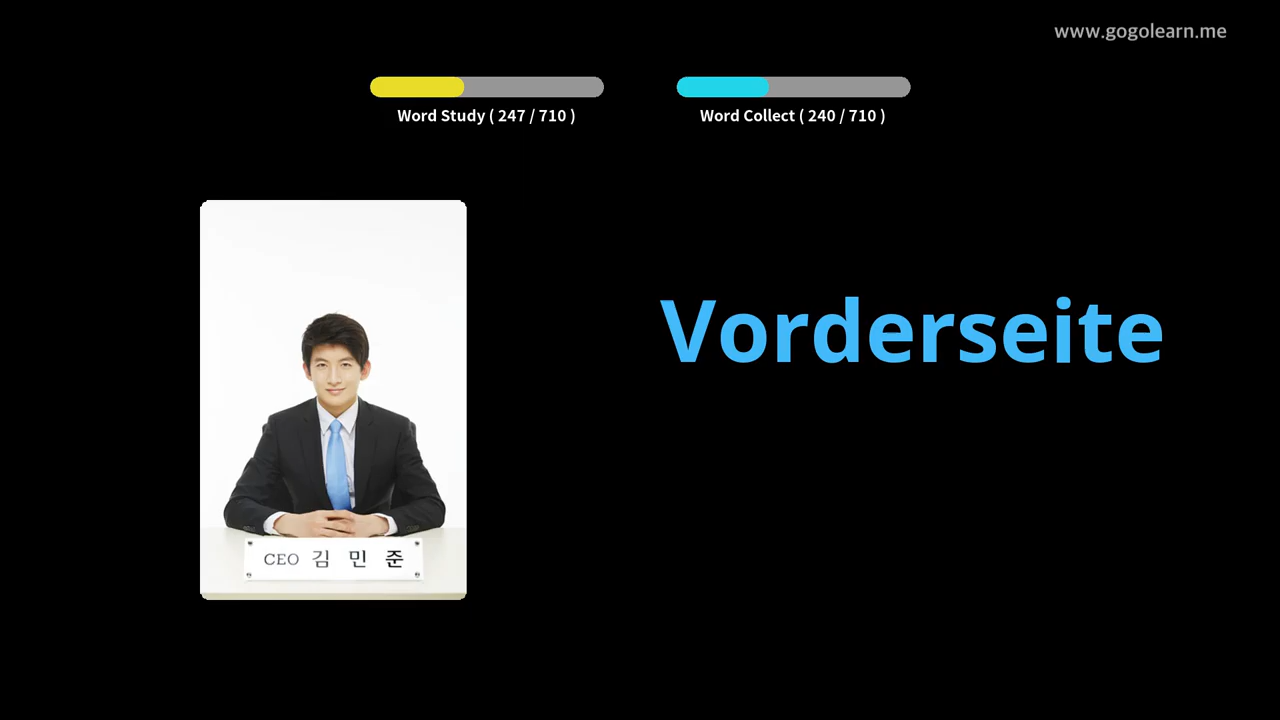 www.gogolearn.me
Word Study ( 247 / 710 )
Word Collect ( 240 / 710 )
Vorderseite
CEO 김 민 준